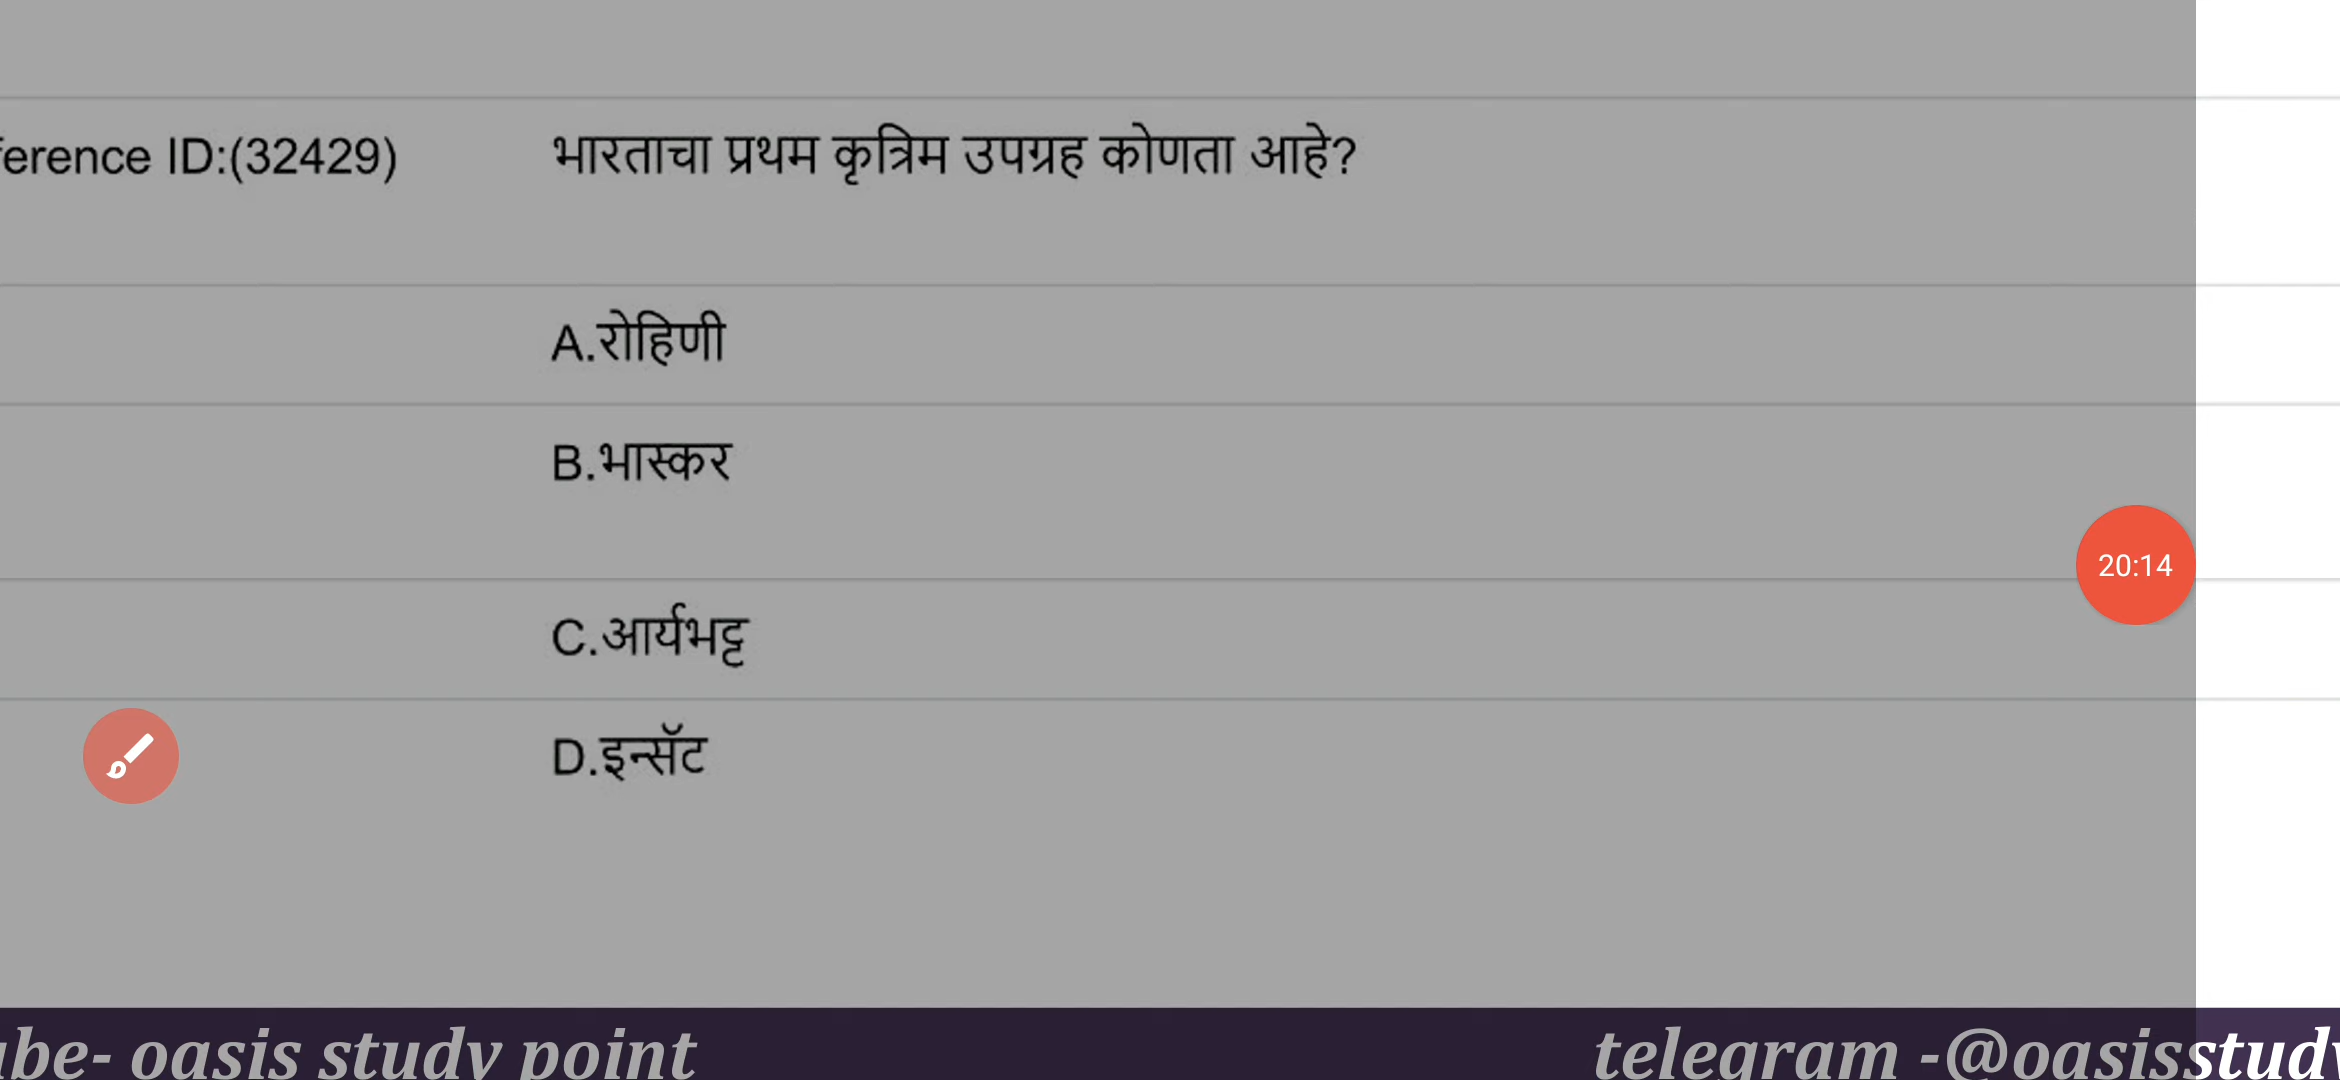 erence ID:(32429)
भारताचा प्रथम कृत्रिम उपग्रह कोणता आहे?
A.रोहिणी
B.भास्कर
20:14
C.आर्यभट्ट
D.इन्सॅट
be- oasis study point
telegram -@oasisstudy